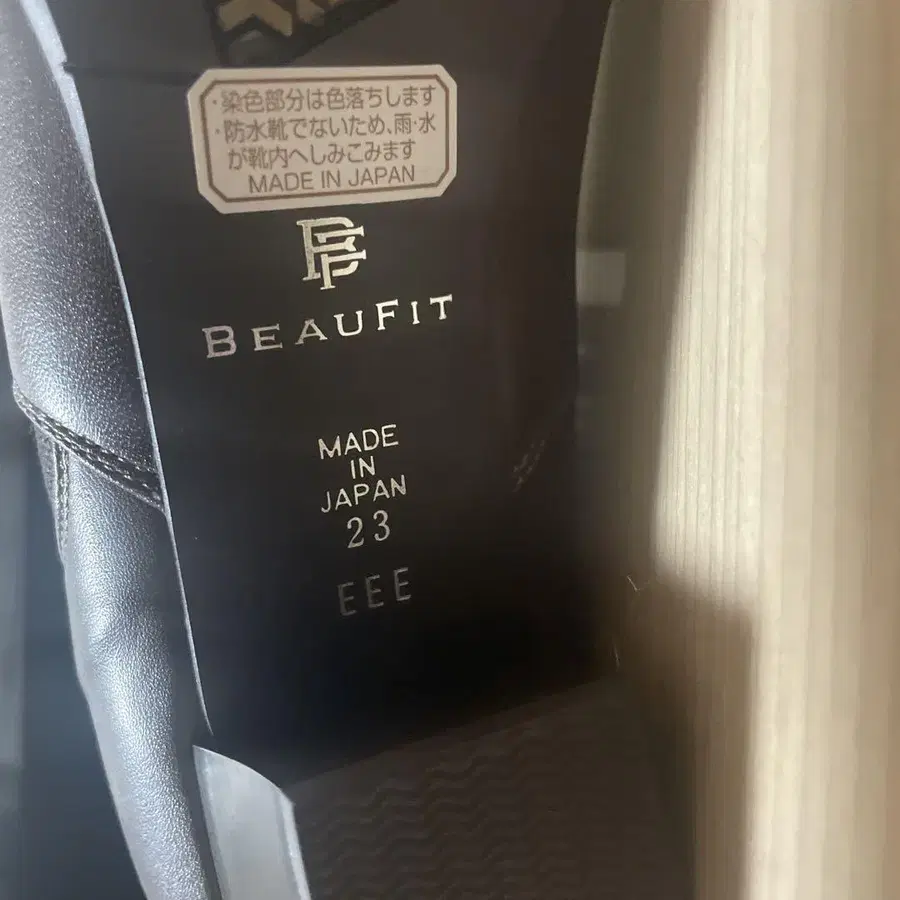 ・染色部分は色落ちします
・防水靴でないため、雨・水
が靴内へしみこみます
MADE IN JAPAN
BEAUFIT
MADE
IN
JAPAN
23
EEE